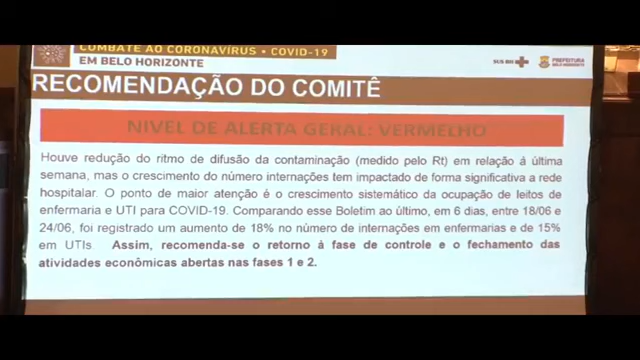 COMBATE AO CORONAVÍRUS • COVID-19
EM BELO HORIZONTE
SUS BH
PREFEITURA
BELO HORIZONTE
RECOMENDAÇÃO DO COMITÊ
NIVEL DE ALERTA GERAL: VERMELHO
Houve redução do ritmo de difusão da contaminação (medido pelo Rt) em relação á última
semana, mas o crescimento do número internações tem impactado de forma significativa a rede
hospitalar. O ponto de maior atenção é o crescimento sistemático da ocupação de leitos de
enfermaria e UTI para COVID-19. Comparando esse Boletim ao último, em 6 dias, entre 18/06 e
24/06, foi registrado um aumento de 18% no número de internações em enfermarias e de 15%
em UTIs Assim, recomenda-se o retorno à fase de controle e o fechamento das
atividades econômicas abertas nas fases 1 e 2.